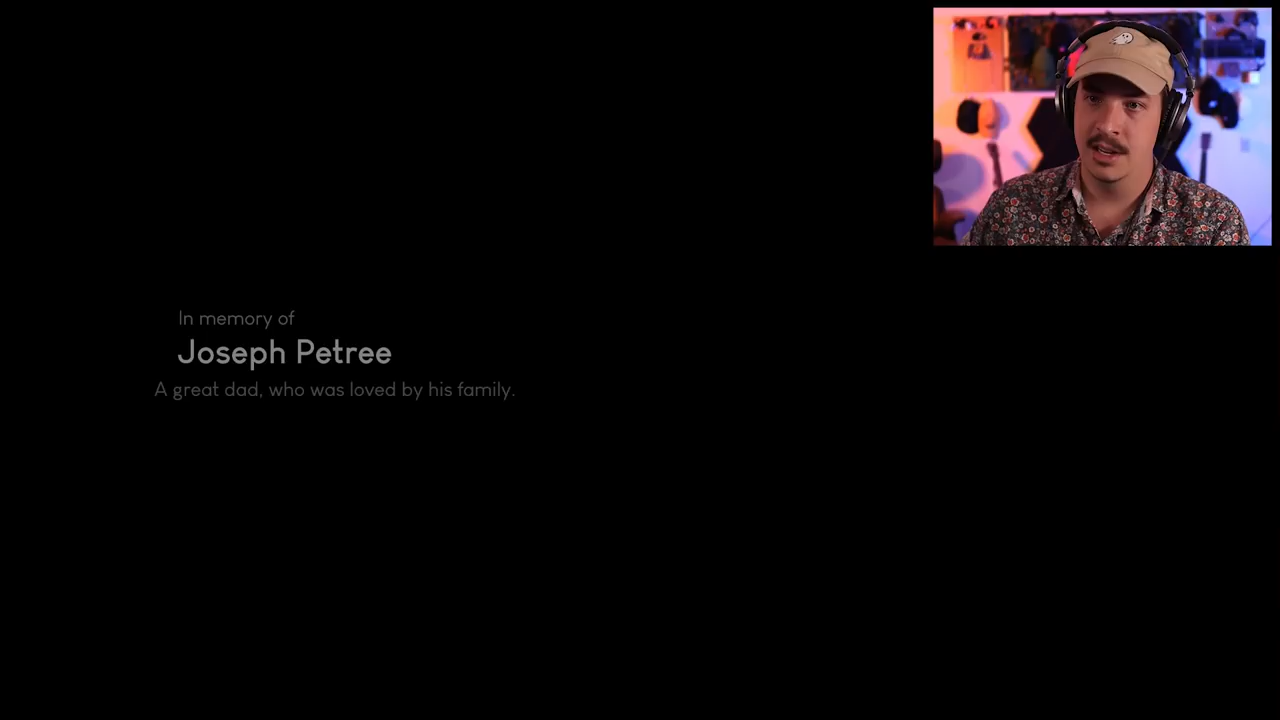 In memory of
Joseph Petree
A great dad, who was loved by his family.